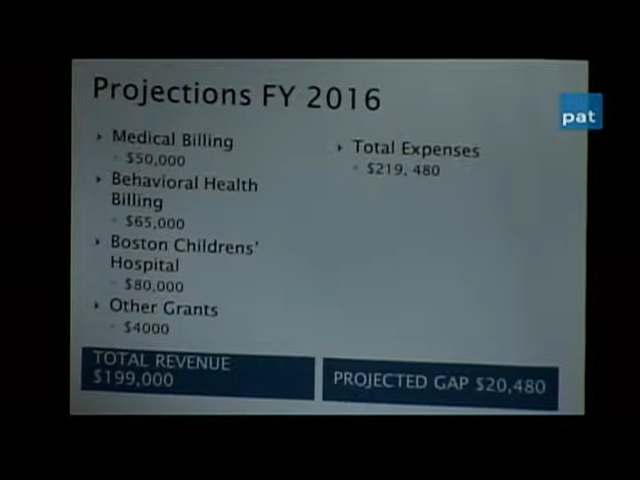 Projections FY 2016
pat
Medical Billing
$50,000
Behavioral Health
Billing
$65,000
Boston Childrens'
Hospital
$80,000
Other Grants
$4000
Total Expenses
$219, 480
TOTAL REVENUE
$199,000
PROJECTED GAP $20,480